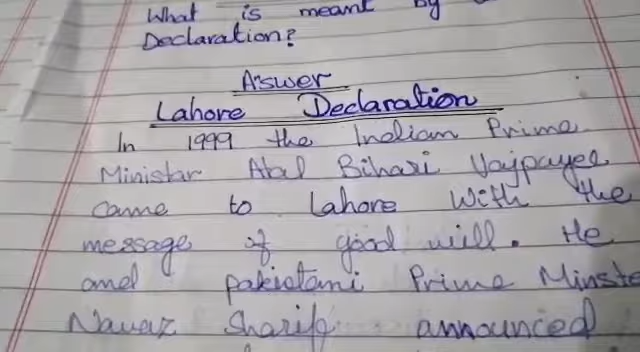 What is meant by
Declaration?
Answer
Lahore Declaration
In 1999 the Indian Prime
Ministar Atal Bihari Vajpayee
came to Lahore With the
message of good will. He
and pakistani Prime Minste
Nawaz Sharif announced